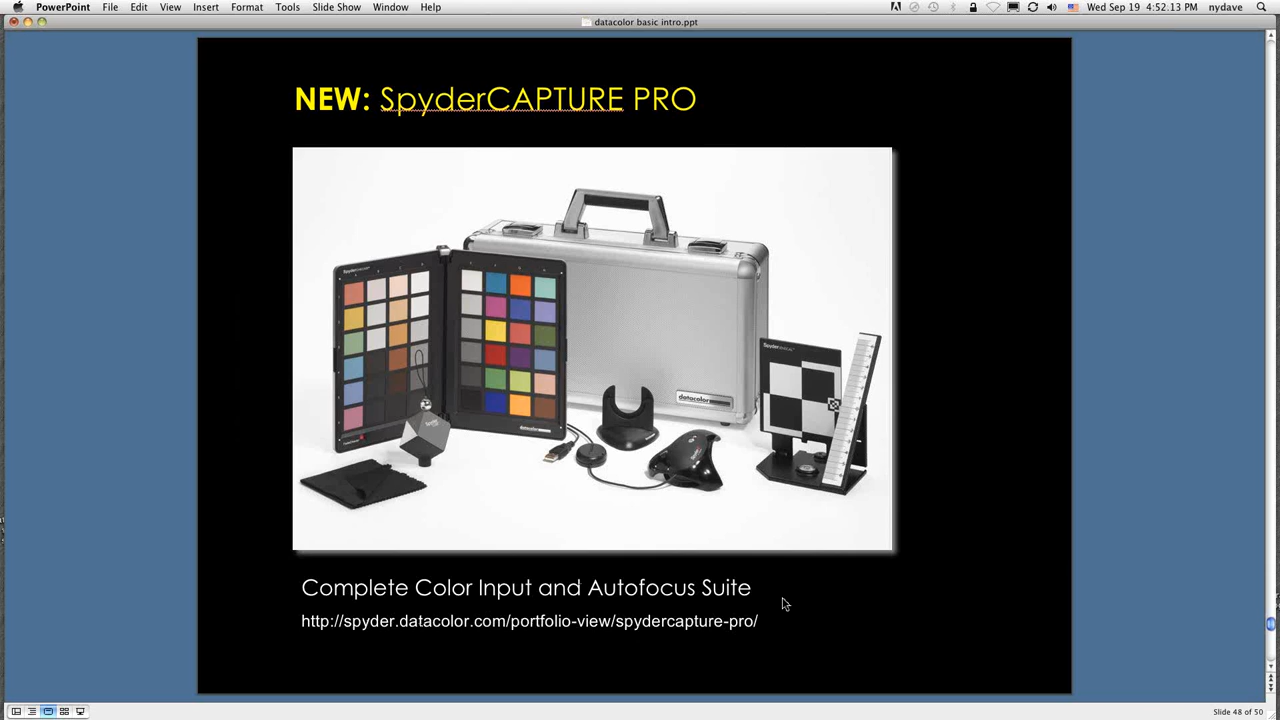 PowerPoint File Edit View Insert Format Tools Slide Show Window Help Wed Sep 19 4:52.13 PM nydave
datacolor basic intro.ppt
NEW: SpyderCAPTURE PRO
datacolor
Complete Color Input and Autofocus Suite
http://spyder.datacolor.com/portfolio-view/spydercapture-pro/
Slide 48 of 50